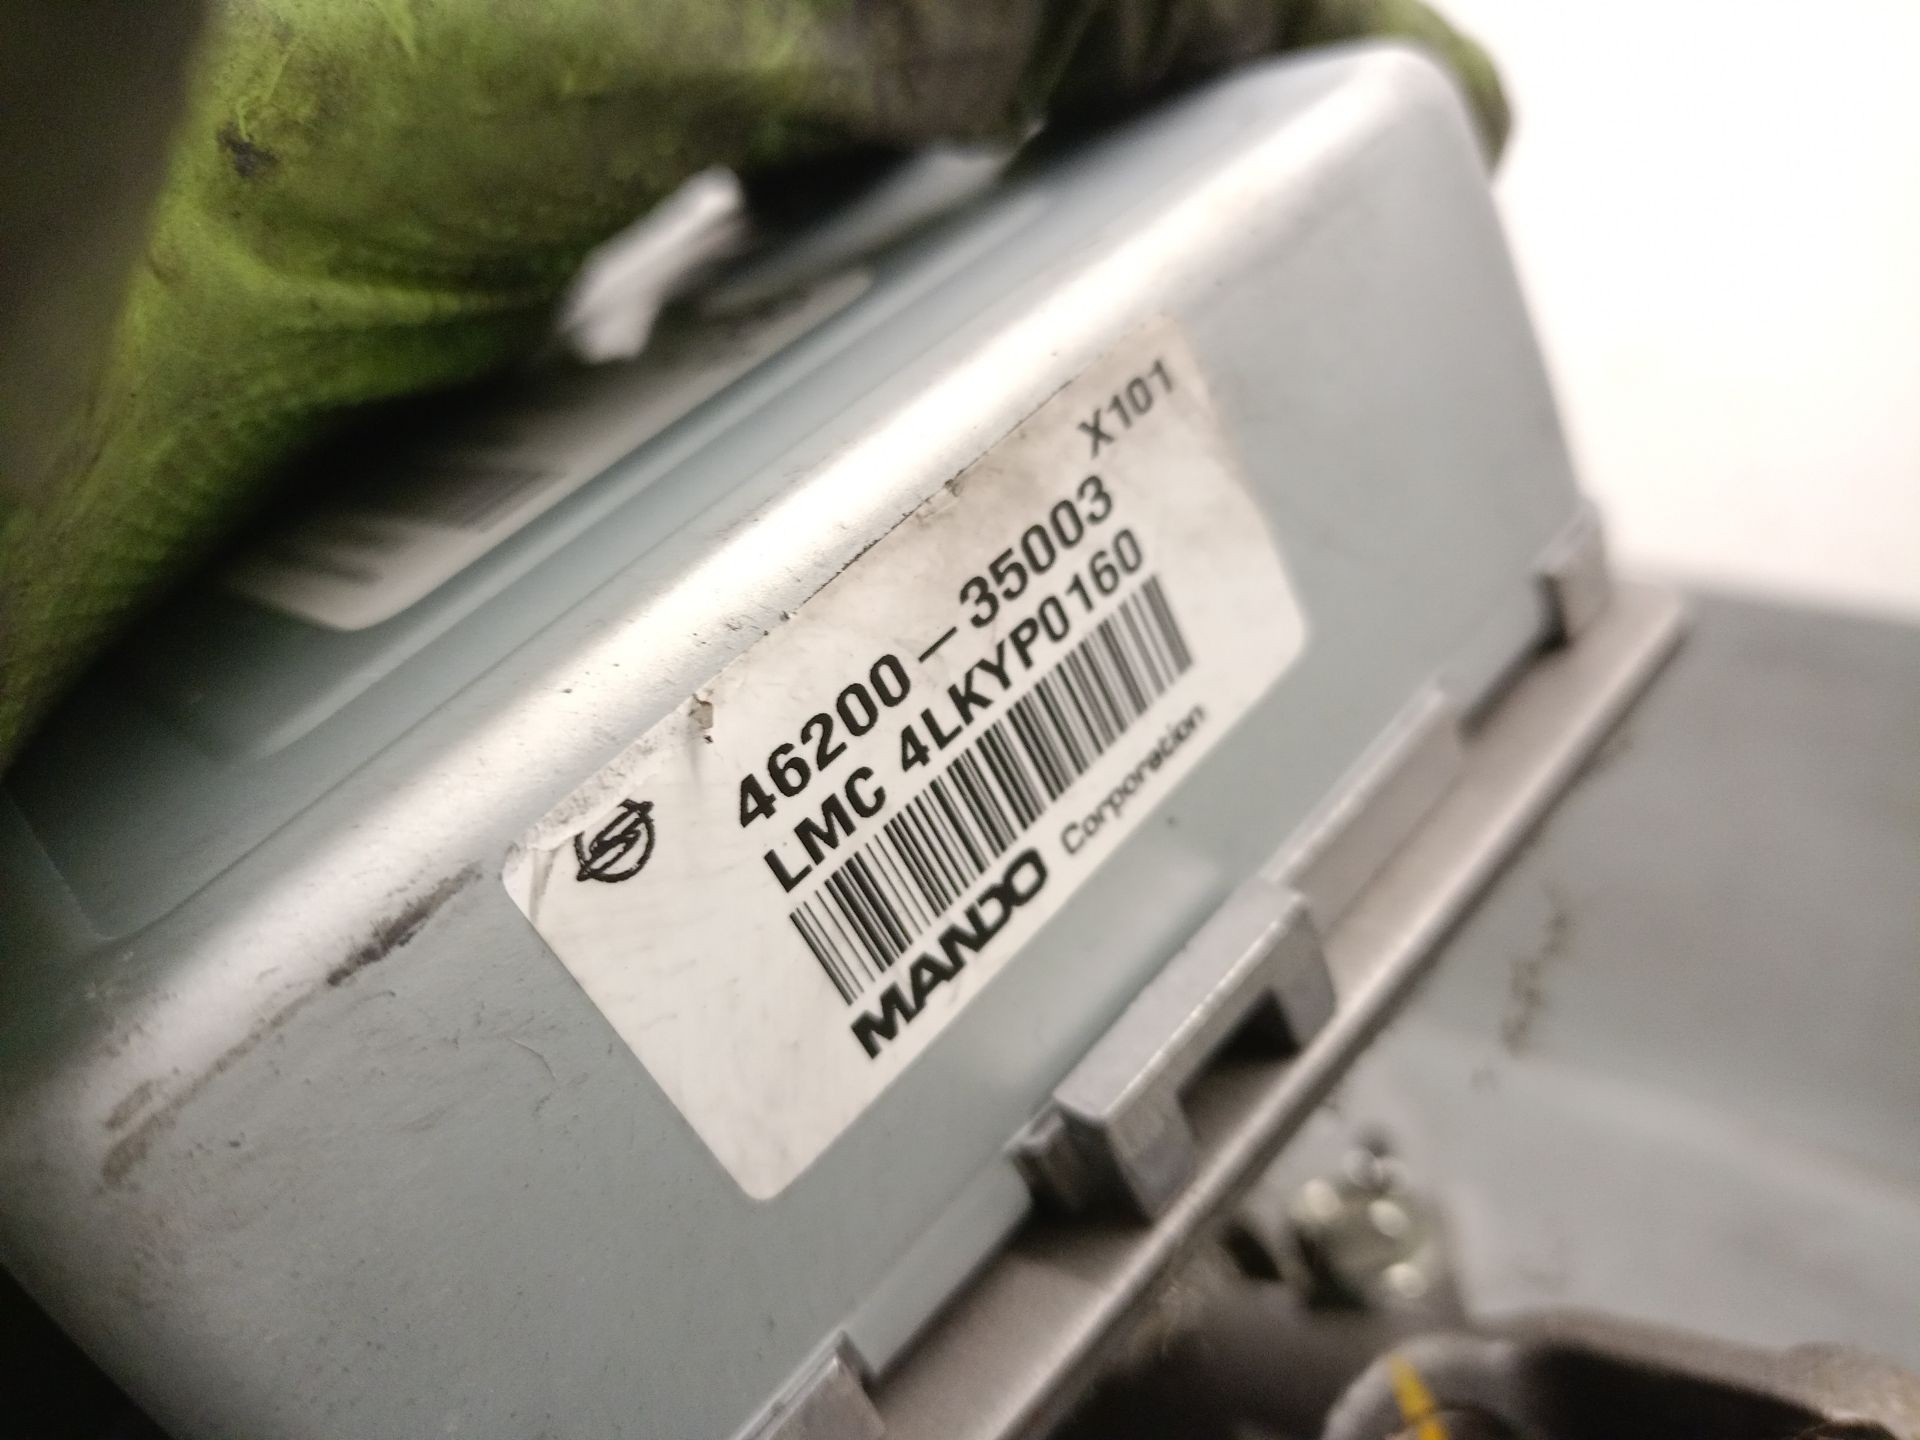 X101
46200-35003
LMC 4LKYP0160
MANDO Corporation